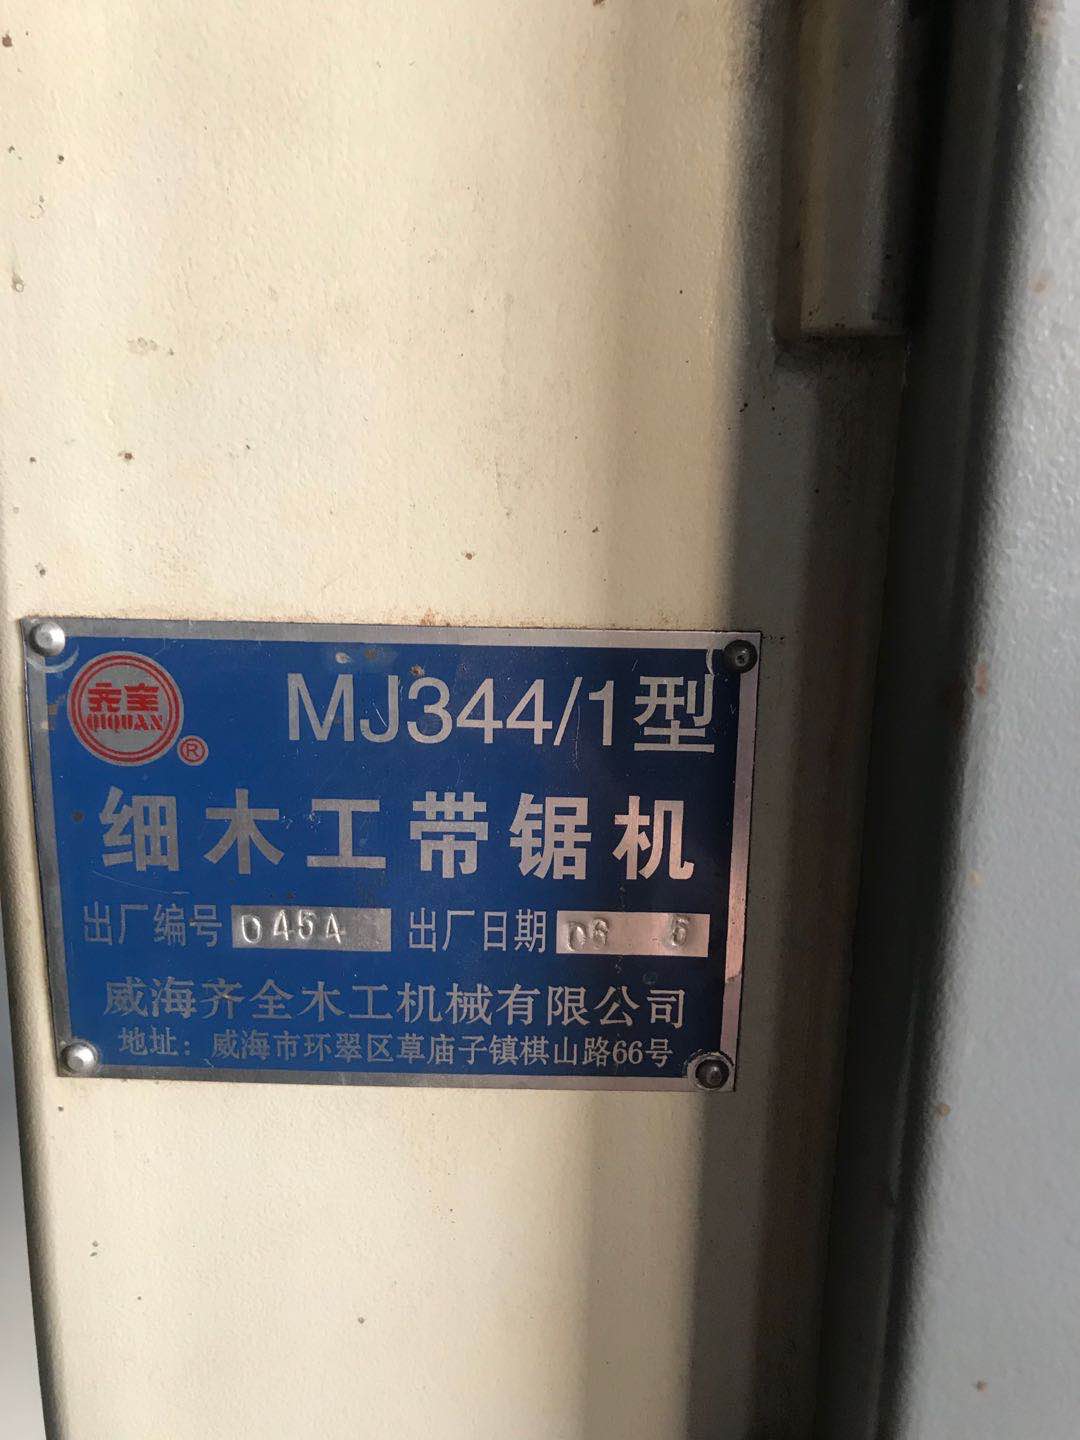 齐全
QIQUAN
®
MJ344/1型
细木工带锯机
出厂编号 045A 出厂日期 06 6
威海齐全木工机械有限公司
地址：威海市环翠区草庙子镇棋山路66号